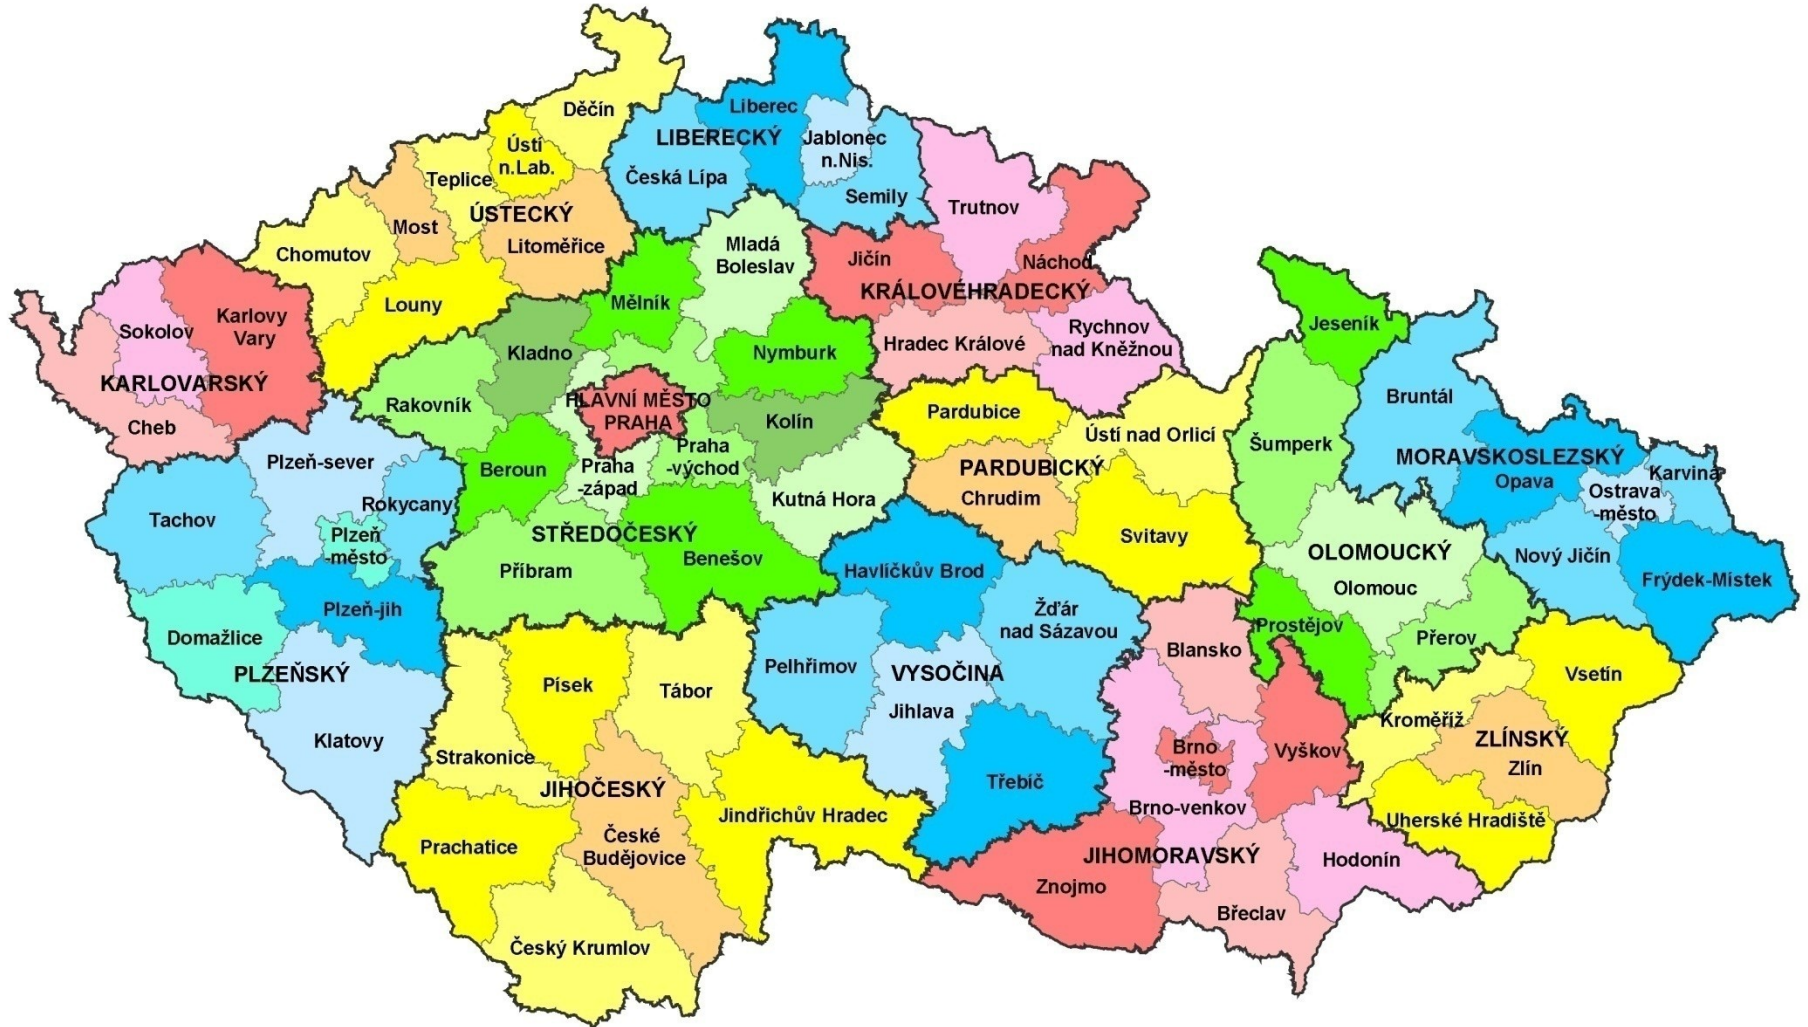 Děčín
Liberec
LIBERECKÝ
Jablonec
n.Nis.
Ústí
n.Lab.
Teplice
Česká Lípa
Semily
Trutnov
ÚSTECKÝ
Most
Litoměřice
Chomutov
Mladá
Boleslav
Jičín
Náchod
KRÁLOVÉHRADECKÝ
Louny
Mělník
Karlovy
Vary
Sokolov
Jeseník
Rychnov
nad Kněžnou
Hradec Králové
Kladno
Nymburk
KARLOVARSKÝ
Bruntál
HLAVNÍ MĚSTO
PRAHA
Rakovník
Pardubice
Kolín
Cheb
Ústí nad Orlicí
Šumperk
Praha
-východ
Plzeň-sever
Beroun
Praha
-západ
PARDUBICKÝ
Chrudim
MORAVSKOSLEZSKÝ
Opava
Karviná
Ostrava
-město
Kutná Hora
Rokycany
Tachov
Plzeň
-město
STŘEDOČESKÝ
Svitavy
OLOMOUCKÝ
Nový Jičín
Benešov
Příbram
Havlíčkův Brod
Olomouc
Frýdek-Místek
Plzeň-jih
Žďár
nad Sázavou
Prostějov
Přerov
Domažlice
Blansko
PLZEŇSKÝ
Pelhřimov
VYSOČINA
Vsetín
Písek
Tábor
Jihlava
Kroměříž
Klatovy
ZLÍNSKÝ
Zlín
Strakonice
Brno
-město
Vyškov
Třebíč
JIHOČESKÝ
Brno-venkov
Jindřichův Hradec
Uherské Hradiště
Prachatice
České
Budějovice
JIHOMORAVSKÝ
Hodonín
Znojmo
Břeclav
Český Krumlov